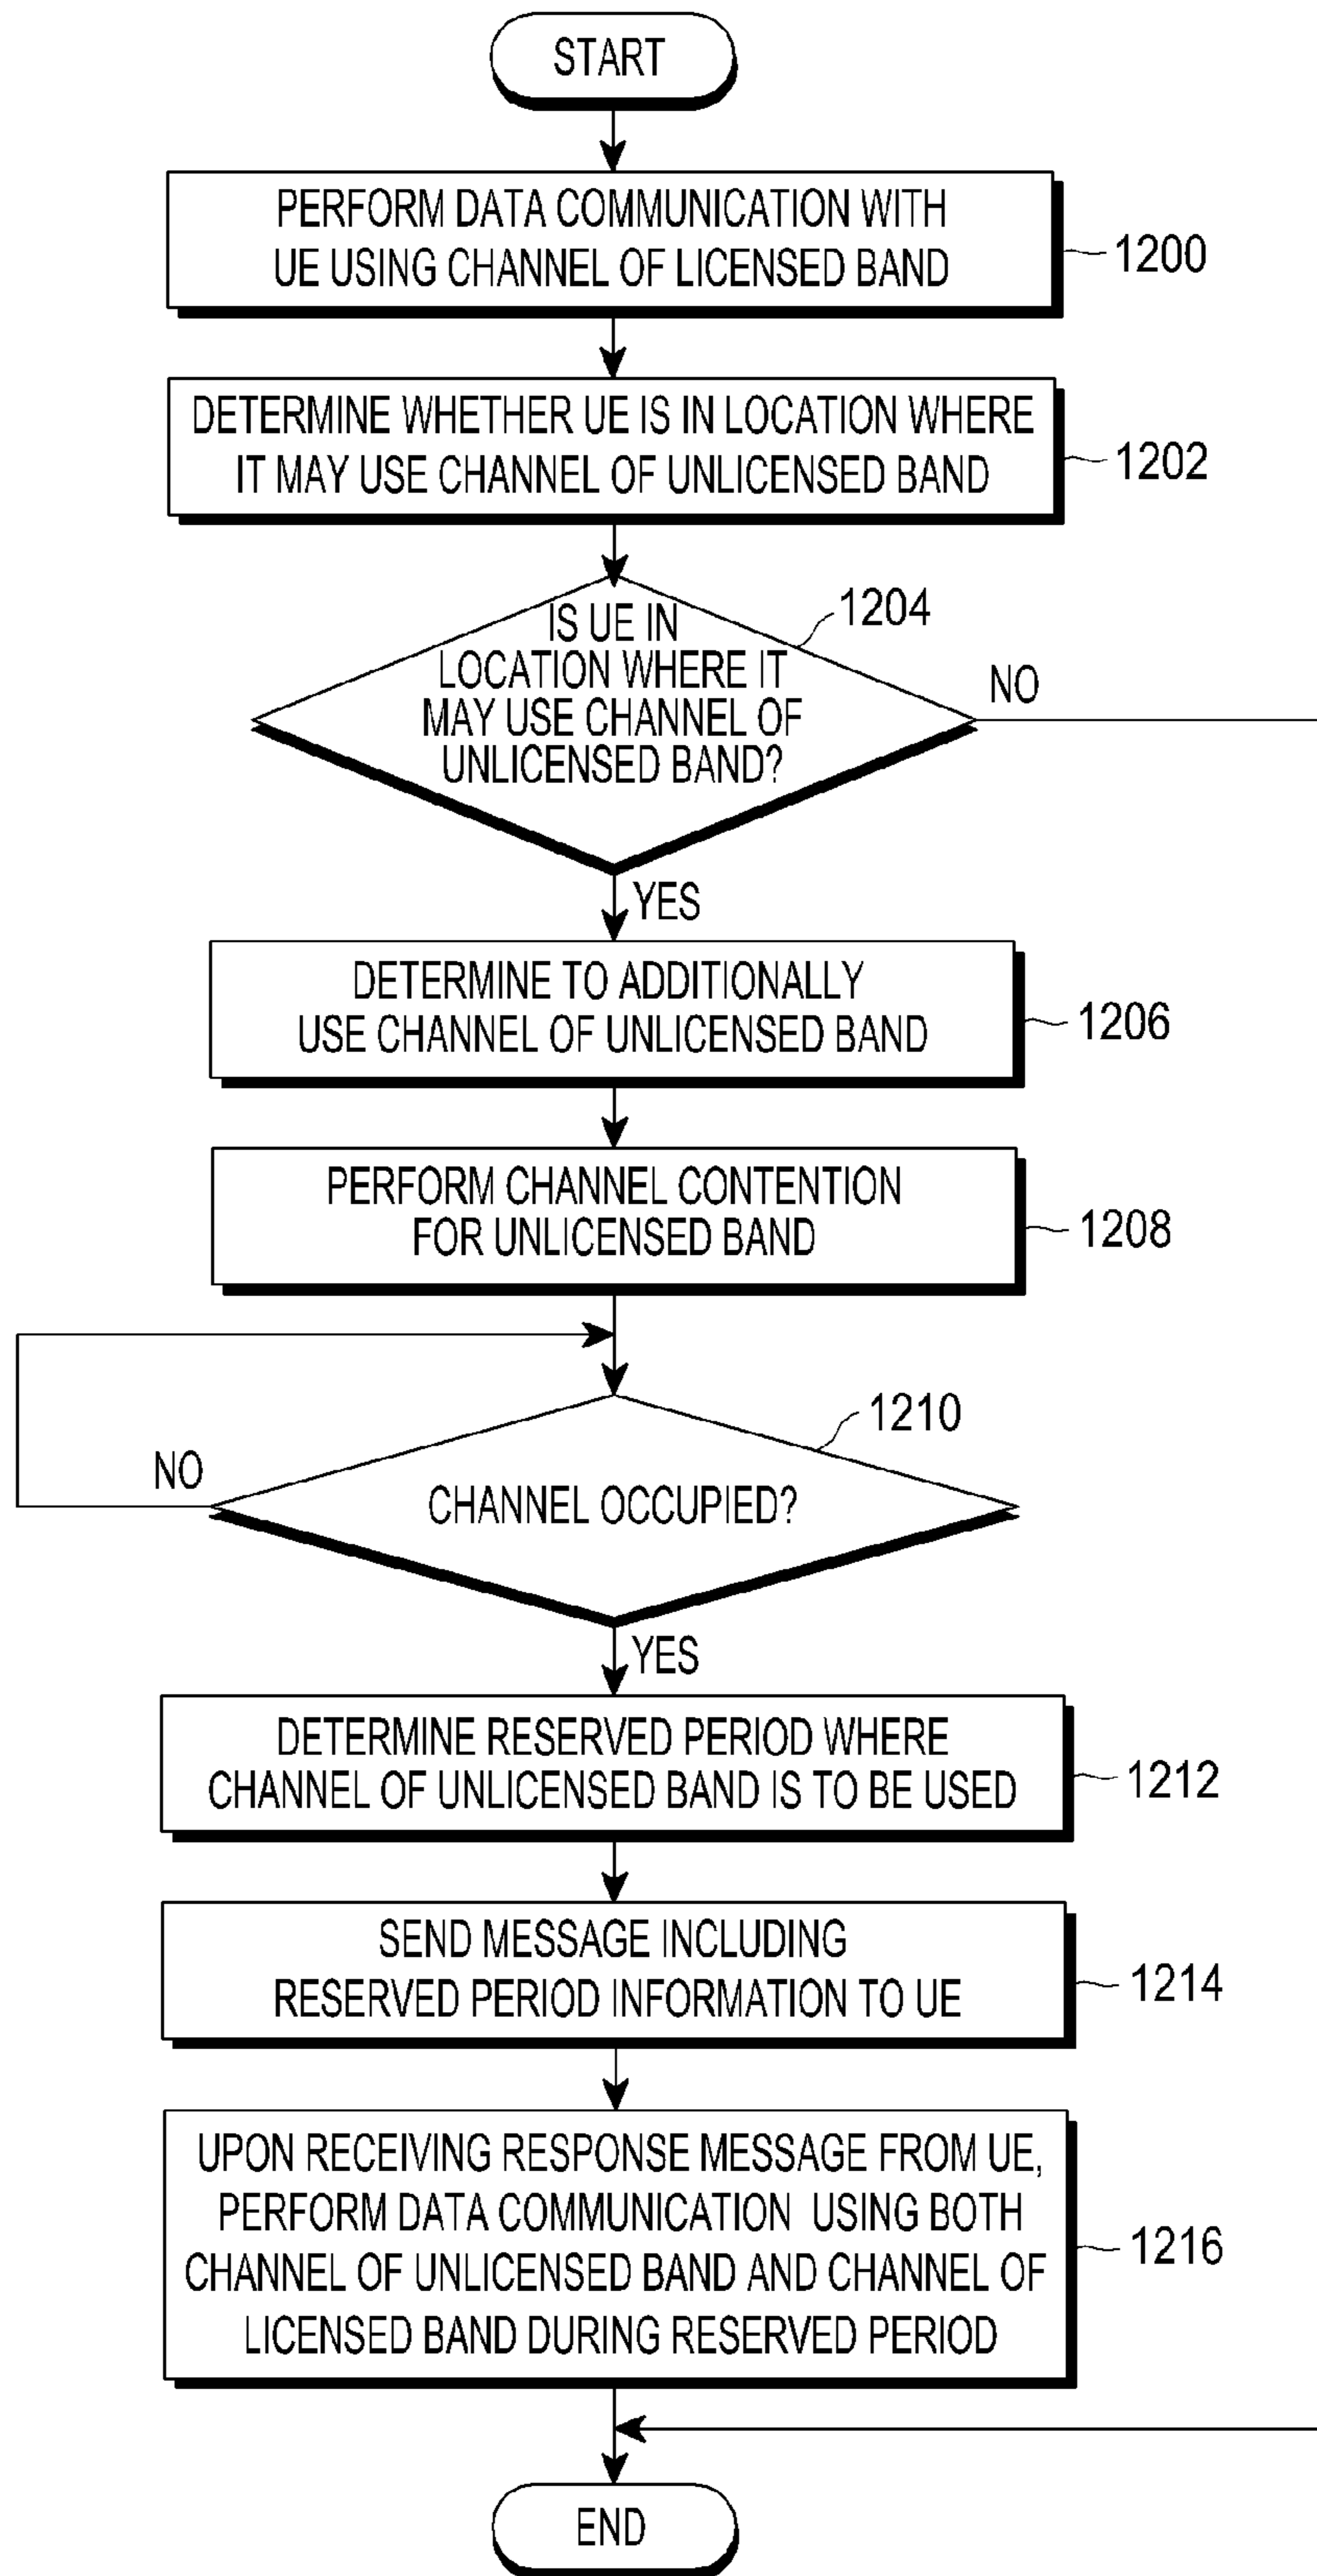 START
PERFORM DATA COMMUNICATION WITH
UE USING CHANNEL OF LICENSED BAND
1200
DETERMINE WHETHER UE IS IN LOCATION WHERE
IT MAY USE CHANNEL OF UNLICENSED BAND
1202
1204
IS UE IN
LOCATION WHERE IT
MAY USE CHANNEL OF
UNLICENSED BAND?
NO
YES
DETERMINE TO ADDITIONALLY
USE CHANNEL OF UNLICENSED BAND
1206
PERFORM CHANNEL CONTENTION
FOR UNLICENSED BAND
1208
1210
NO
CHANNEL OCCUPIED?
YES
DETERMINE RESERVED PERIOD WHERE
CHANNEL OF UNLICENSED BAND IS TO BE USED
1212
SEND MESSAGE INCLUDING
RESERVED PERIOD INFORMATION TO UE
1214
UPON RECEIVING RESPONSE MESSAGE FROM UE,
PERFORM DATA COMMUNICATION USING BOTH
CHANNEL OF UNLICENSED BAND AND CHANNEL OF
LICENSED BAND DURING RESERVED PERIOD
1216
END